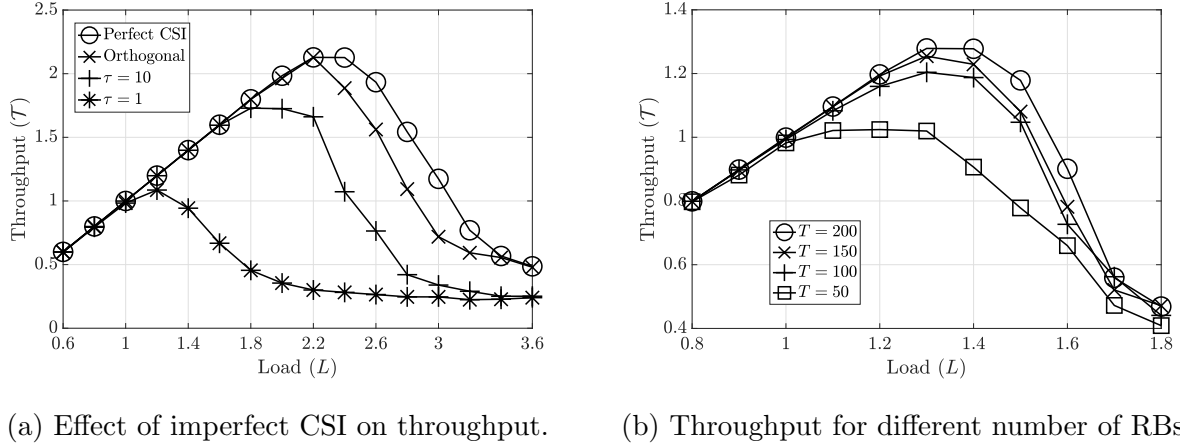 2.5
2
1.5
1
0.5
0
Throughput (𝒯)
Perfect CSI
Orthogonal
τ = 10
τ = 1
0.6 1 1.4 1.8 2.2 2.6 3 3.6
Load (L)
(a) Effect of imperfect CSI on throughput.
1.4
1.2
1
0.8
0.6
0.4
Throughput (𝒯)
T = 200
T = 150
T = 100
T = 50
0.8 1 1.2 1.4 1.6 1.8
Load (L)
(b) Throughput for different number of RBs